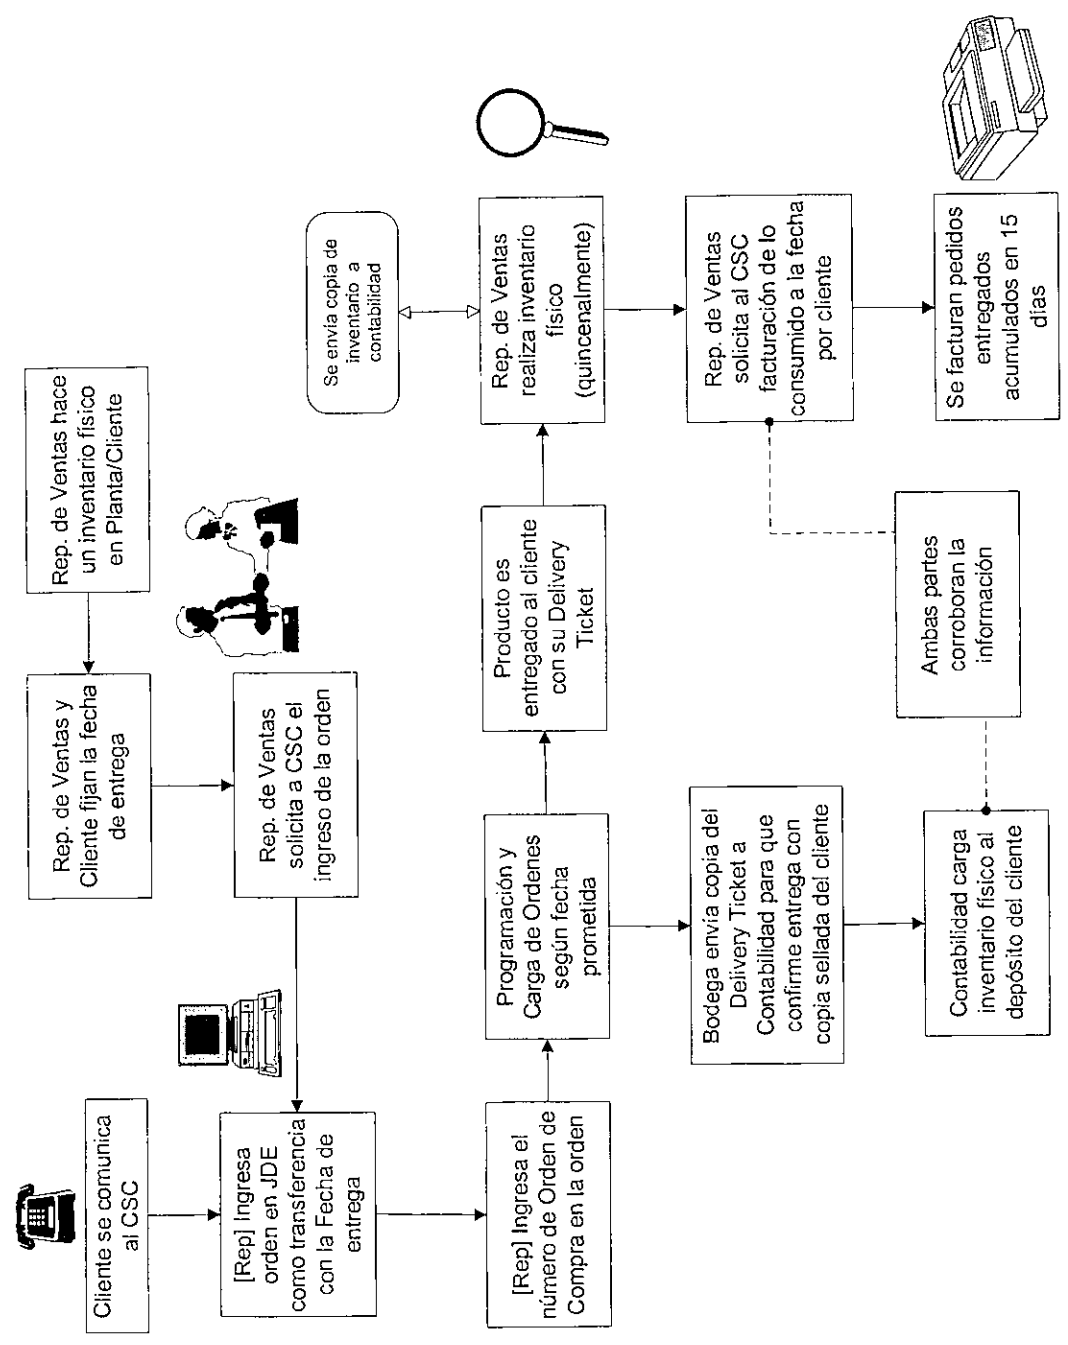 Cliente se comunica
al CSC
Rep. de Ventas y
Cliente fijan la fecha
de entrega
Rep. de Ventas hace
un inventario físico
en Planta/Cliente
[Rep] Ingresa
orden en JDE
como transferencia
con la Fecha de
entrega
Rep. de Ventas
solicita a CSC el
ingreso de la orden
Se envía copia de
inventario a
contabilidad
[Rep] Ingresa el
número de Orden de
Compra en la orden
Programación y
Carga de Ordenes
según fecha
prometida
Producto es
entregado al cliente
con su Delivery
Ticket
Rep. de Ventas
realiza inventario
físico
(quincenalmente)
Bodega envía copia del
Delivery Ticket a
Contabilidad para que
confirme entrega con
copia sellada del cliente
Rep. de Ventas
solicita al CSC
facturación de lo
consumido a la fecha
por cliente
Contabilidad carga
inventario físico al
depósito del cliente
Ambas partes
corroboran la
información
Se facturan pedidos
entregados
acumulados en 15
días